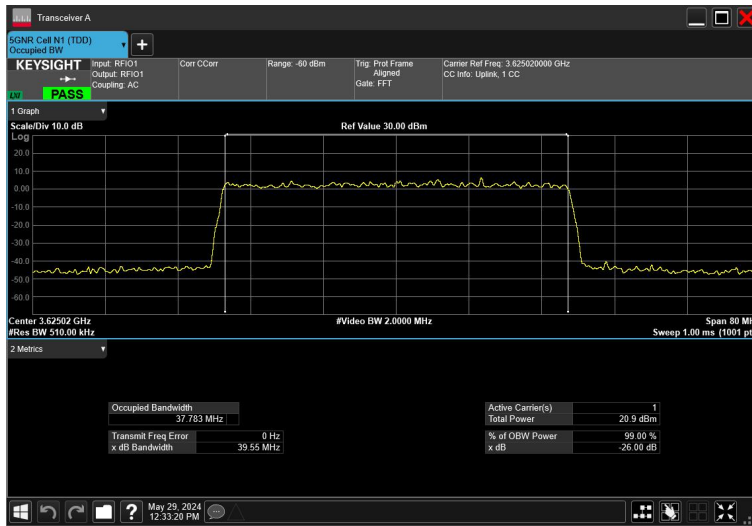 Transceiver A
5GNR Cell N1 (TDD)
Occupied BW
KEYSIGHT
Input: RFIO1
Output: RFIO1
Coupling: AC
Corr CCorr
Range: -60 dBm
Trig: Prot Frame
Aligned
Gate: FFT
Carrier Ref Freq: 3.625020000 GHz
CC Info: Uplink, 1 CC
LXI
PASS
1 Graph
Scale/Div 10.0 dB
Ref Value 30.00 dBm
Log
20.0
10.0
0.00
-10.0
-20.0
-30.0
-40.0
-50.0
-60.0
Center 3.62502 GHz
#Video BW 2.0000 MHz
Span 80 MH
#Res BW 510.00 kHz
Sweep 1.00 ms (1001 pt
2 Metrics
Occupied Bandwidth
37.783 MHz
Transmit Freq Error 0 Hz
x dB Bandwidth 39.55 MHz
Active Carrier(s) 1
Total Power 20.9 dBm
% of OBW Power 99.00 %
x dB -26.00 dB
May 29, 2024
12:33:20 PM